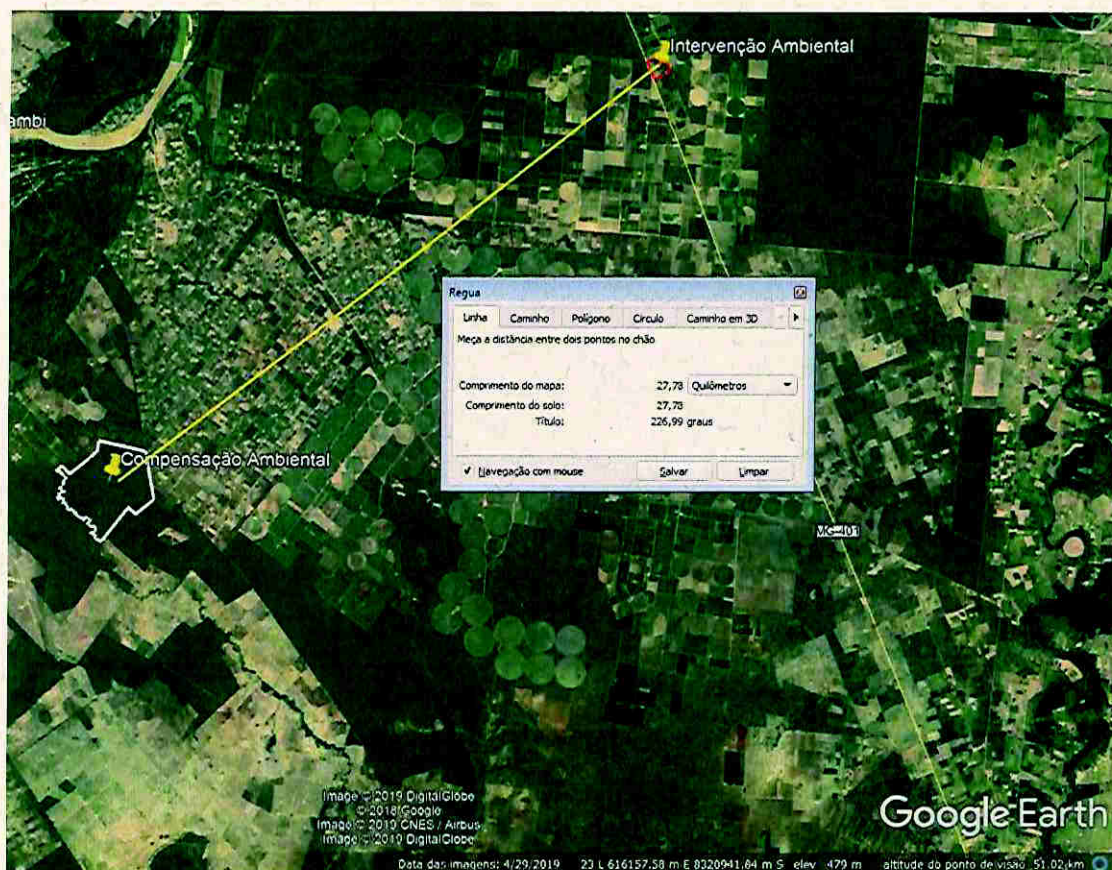 Intervenção Ambiental
ambi
Regua
Linha Caminho Polígono Círculo Caminho em 3D
Meça a distância entre dois pontos no chão
Comprimento do mapa: 27,78 Quilômetros
Comprimento do solo: 27,78
Título: 226,99 graus
Navegação com mouse Salvar Limpar
Compensação Ambiental
MG-401
Image © 2019 DigitalGlobe
© 2018 Google
Image © 2019 CNES / Airbus
Image © 2019 DigitalGlobe
Google Earth
Data das imagens: 4/29/2019 23 L 616157.58 m E 8320941.84 m S elev 479 m altitude do ponto de visão 51.02 km